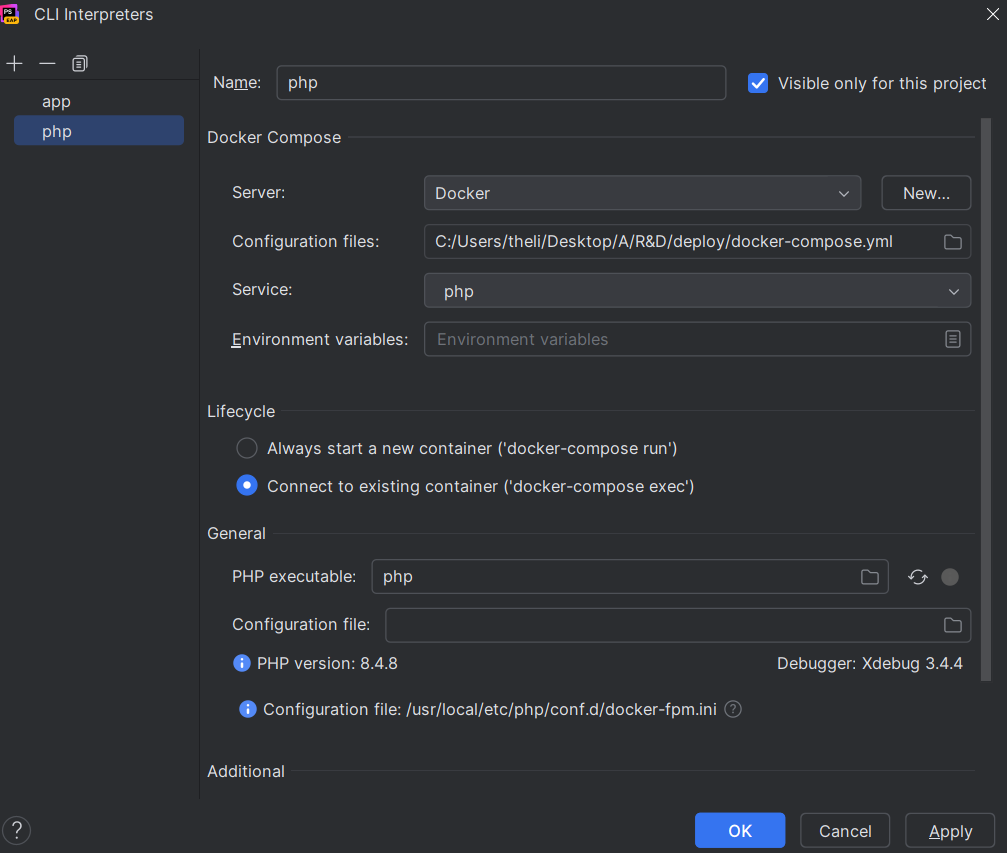 PS
EAP
CLI Interpreters
app
php
Name: php
Visible only for this project
Docker Compose
Server: Docker New...
Configuration files: C:/Users/theli/Desktop/A/R&D/deploy/docker-compose.yml
Service: php
Environment variables: Environment variables
Lifecycle
Always start a new container ('docker-compose run')
Connect to existing container ('docker-compose exec')
General
PHP executable: php
Configuration file:
PHP version: 8.4.8 Debugger: Xdebug 3.4.4
Configuration file: /usr/local/etc/php/conf.d/docker-fpm.ini ?
Additional
? OK Cancel Apply